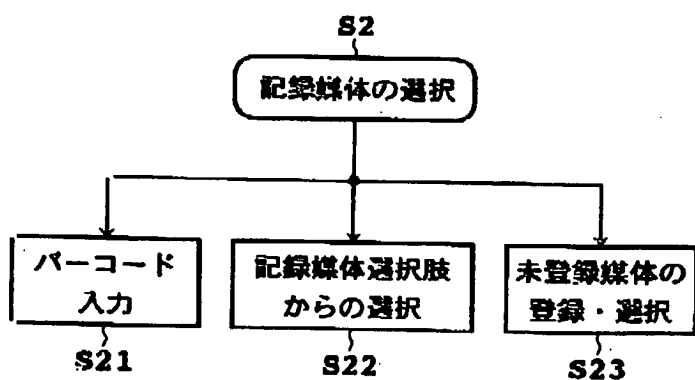 S2
記録媒体の選択
バーコード
入力
S21
記録媒体選択肢
からの選択
S22
未登録媒体の
登録・選択
S23